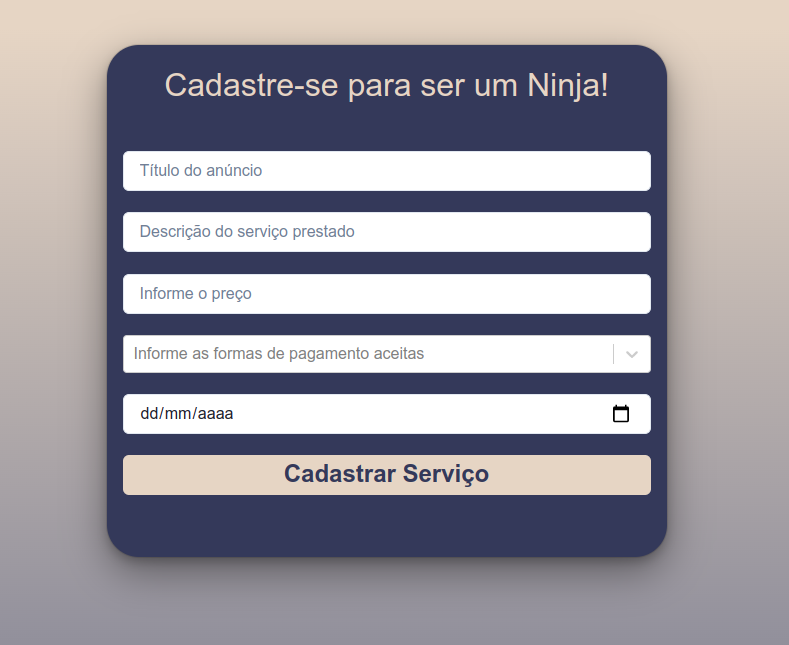 Cadastre-se para ser um Ninja!
Título do anúncio
Descrição do serviço prestado
Informe o preço
Informe as formas de pagamento aceitas
dd/mm/aaaa
Cadastrar Serviço